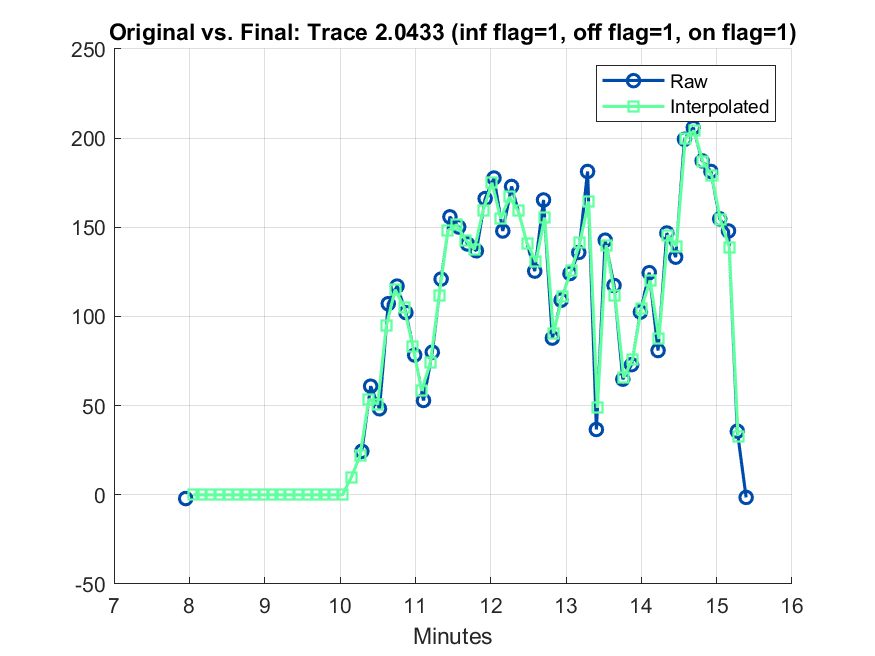 Original vs. Final: Trace 2.0433 (inf flag=1, off flag=1, on flag=1)
250
200
150
100
50
0
-50
Raw
Interpolated
7 8 9 10 11 12 13 14 15 16
Minutes